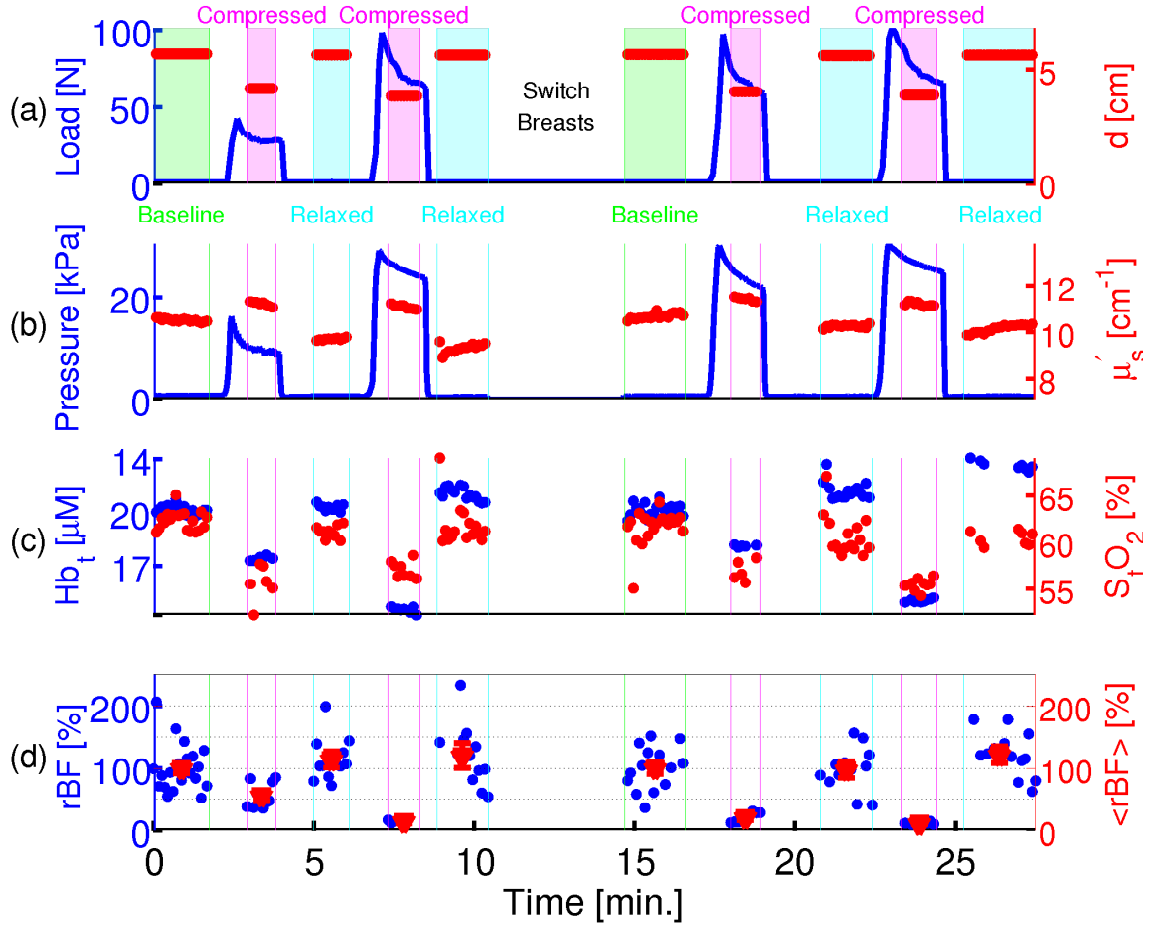 Compressed Compressed Compressed Compressed
(a) Load [N] 100 50 0 Switch Breasts 5 0 d [cm]
Baseline Relaxed Relaxed Baseline Relaxed Relaxed
(b) Pressure [kPa] 20 0 12 10 8 μ′s [cm-1]
(c) Hbt [μM] 14 20 17 65 60 55 StO2 [%]
(d) rBF [%] 200 100 0 200 100 0 <rBF> [%]
0 5 10 15 20 25
Time [min.]